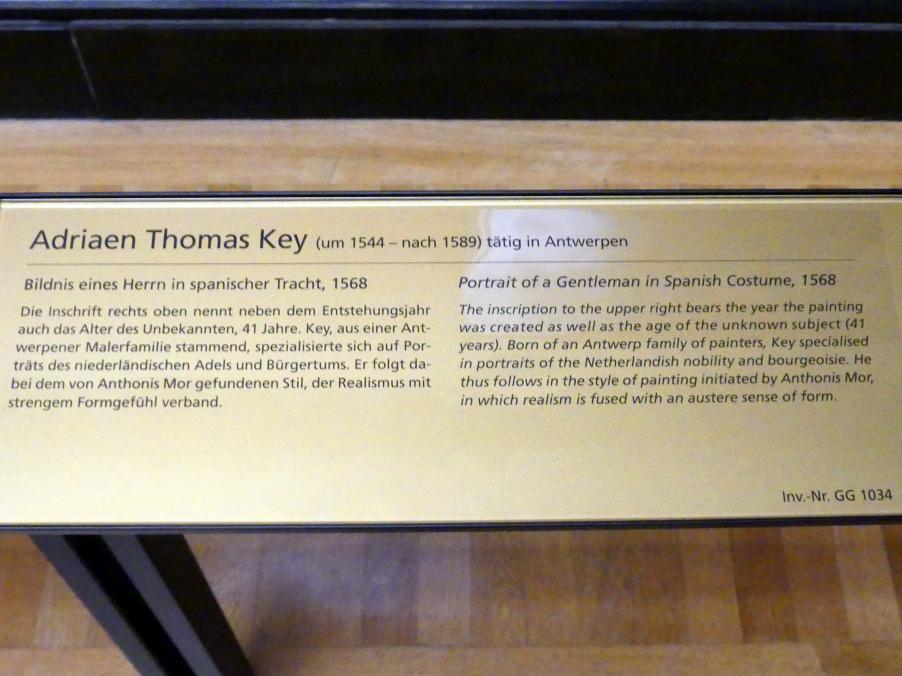 Adriaen Thomas Key (um 1544 – nach 1589) tätig in Antwerpen
Bildnis eines Herrn in spanischer Tracht, 1568
Die Inschrift rechts oben nennt neben dem Entstehungsjahr
auch das Alter des Unbekannten, 41 Jahre. Key, aus einer Ant-
werpener Malerfamilie stammend, spezialisierte sich auf Por-
träts des niederländischen Adels und Bürgertums. Er folgt da-
bei dem von Anthonis Mor gefundenen Stil, der Realismus mit
strengem Formgefühl verband.
Portrait of a Gentleman in Spanish Costume, 1568
The inscription to the upper right bears the year the painting
was created as well as the age of the unknown subject (41
years). Born of an Antwerp family of painters, Key specialised
in portraits of the Netherlandish nobility and bourgeoisie. He
thus follows in the style of painting initiated by Anthonis Mor,
in which realism is fused with an austere sense of form.
Inv.-Nr. GG 1034